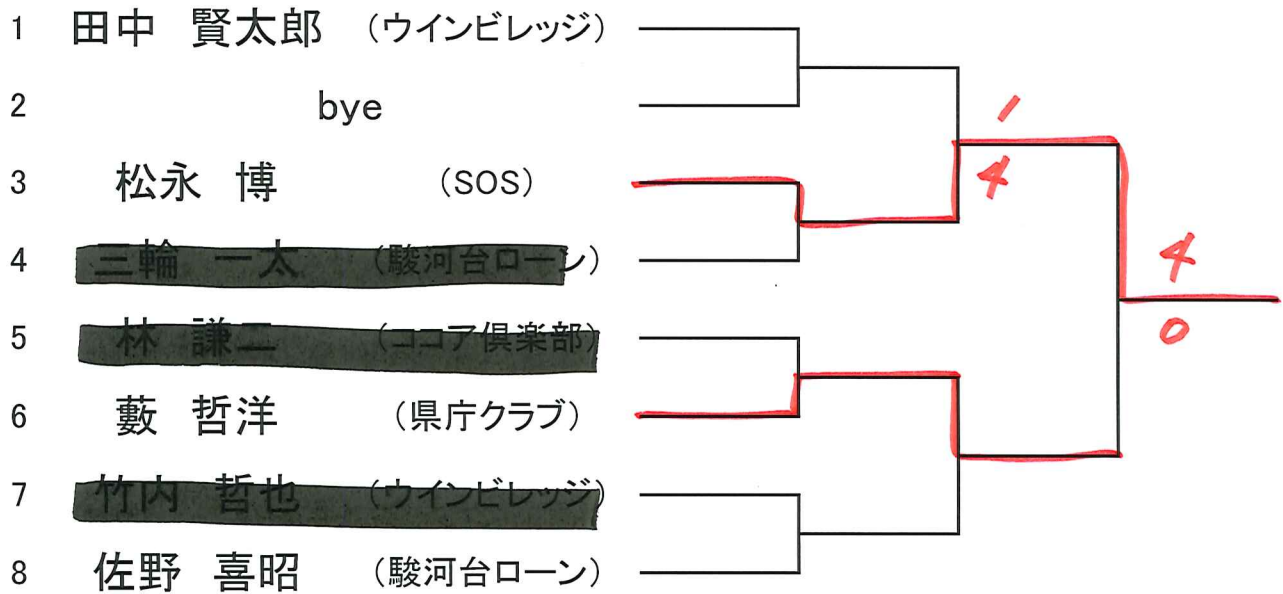 1 田中 賢太郎 (ウインビレッジ)
2 bye
3 松永 博 (SOS)
4 三輪 一太 (駿河台ローン)
5 林 謙二 (ココア倶楽部)
6 藪 哲洋 (県庁クラブ)
7 竹内 哲也 (ウインビレッジ)
8 佐野 喜昭 (駿河台ローン)
1
4
4
0